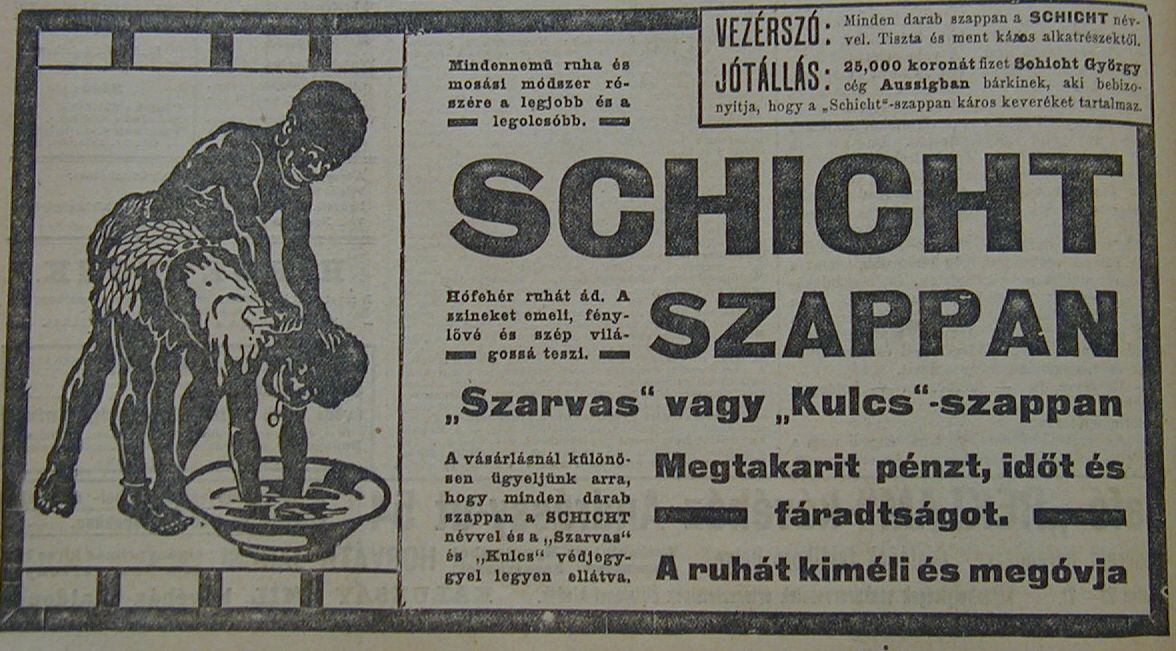 VEZÉRSZÓ: Minden darab szappan a SCHICHT név-
vel. Tiszta és ment káros alkatrészektől.
JÓTÁLLÁS: 25,000 koronát fizet Schicht György
cég Aussigban bárkinek, aki bebizo-
nyitja, hogy a „Schicht“-szappan káros keveréket tartalmaz.
Mindennemű ruha és
mosási módszer ré-
szére a legjobb és a
legolcsóbb.
SCHICHT
SZAPPAN
Hófehér ruhát ád. A
szineket emeli, fény-
lővé és szép vilá-
gossá teszi.
„Szarvas“ vagy „Kulcs“-szappan
A vásárlásnál különö-
sen ügyeljünk arra,
hogy minden darab
szappan a SCHICHT
névvel és a „Szarvas“
és „Kulcs“ védjegy-
gyel legyen ellátva.
Megtakarit pénzt, időt és
fáradtságot.
A ruhát kiméli és megóvja